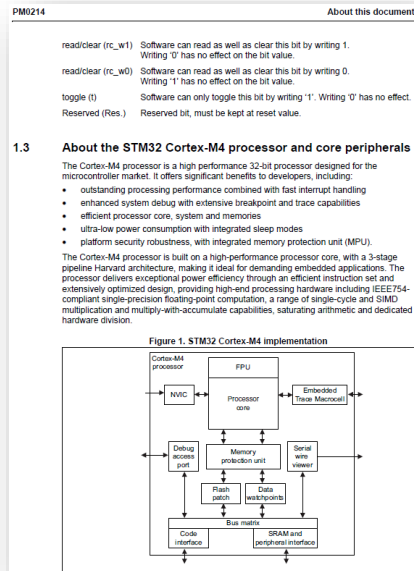 PM0214
About this document
read/clear (rc_w1) Software can read as well as clear this bit by writing 1.
Writing '0' has no effect on the bit value.
read/clear (rc_w0) Software can read as well as clear this bit by writing 0.
Writing '1' has no effect on the bit value.
toggle (t) Software can only toggle this bit by writing '1'. Writing '0' has no effect.
Reserved (Res.) Reserved bit, must be kept at reset value.
1.3 About the STM32 Cortex-M4 processor and core peripherals
The Cortex-M4 processor is a high performance 32-bit processor designed for the
microcontroller market. It offers significant benefits to developers, including:
• outstanding processing performance combined with fast interrupt handling
• enhanced system debug with extensive breakpoint and trace capabilities
• efficient processor core, system and memories
• ultra-low power consumption with integrated sleep modes
• platform security robustness, with integrated memory protection unit (MPU).
The Cortex-M4 processor is built on a high-performance processor core, with a 3-stage
pipeline Harvard architecture, making it ideal for demanding embedded applications. The
processor delivers exceptional power efficiency through an efficient instruction set and
extensively optimized design, providing high-end processing hardware including IEEE754-
compliant single-precision floating-point computation, a range of single-cycle and SIMD
multiplication and multiply-with-accumulate capabilities, saturating arithmetic and dedicated
hardware division.
Figure 1. STM32 Cortex-M4 implementation
Cortex-M4
processor
FPU
NVIC
Processor
core
Embedded
Trace Macrocell
Debug
access
port
Memory
protection unit
Serial
wire
viewer
Flash
patch
Data
watchpoints
Bus matrix
Code
interface
SRAM and
peripheral interface